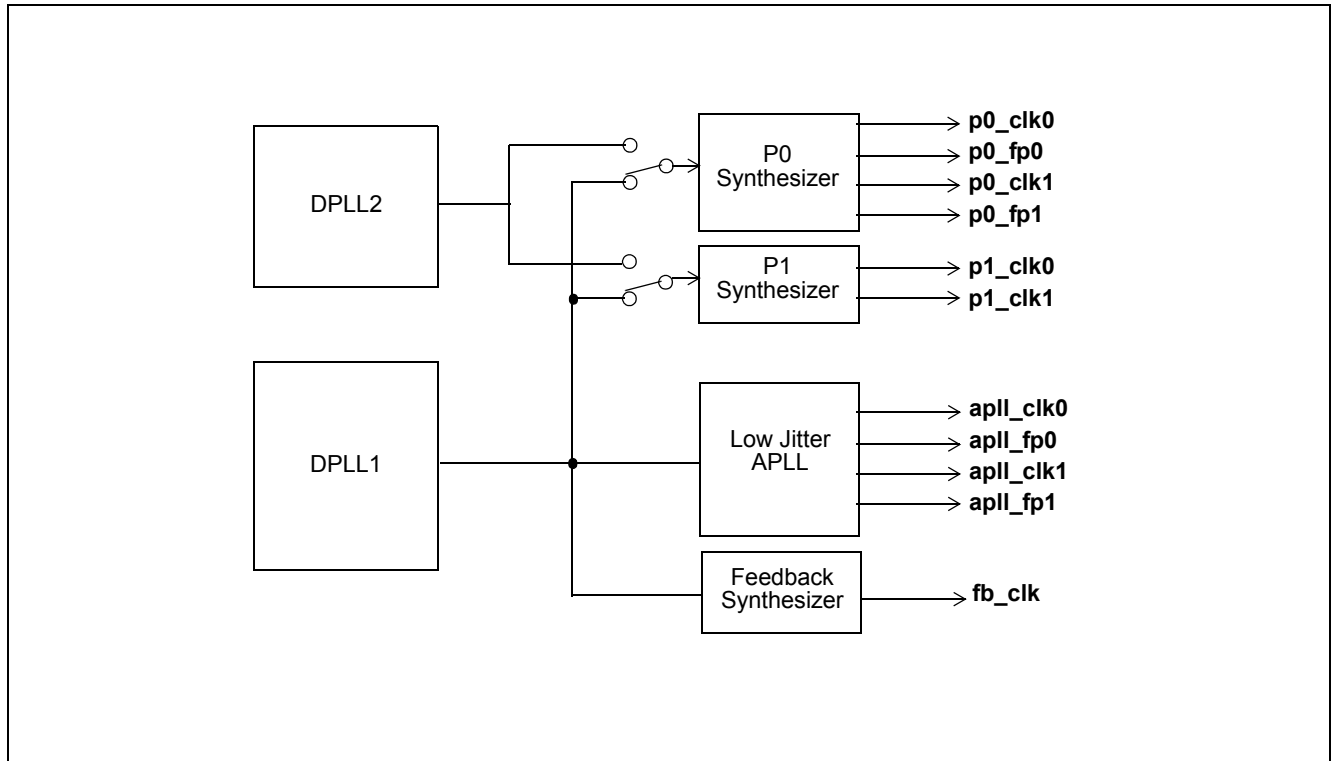 DPLL2
P0
Synthesizer
p0_clk0
p0_fp0
p0_clk1
p0_fp1
P1
Synthesizer
p1_clk0
p1_clk1
DPLL1
Low Jitter
APLL
apll_clk0
apll_fp0
apll_clk1
apll_fp1
Feedback
Synthesizer
fb_clk